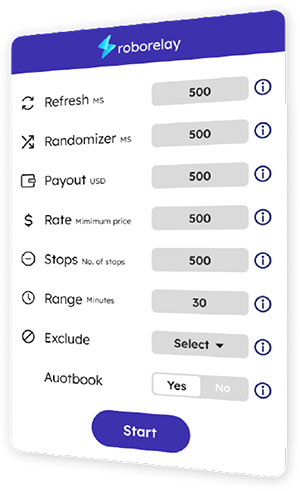 roborelay
Refresh MS 500
Randomizer MS 500
Payout USD 500
Rate Mimimum price 500
Stops No. of stops 500
Range Minutes 30
Exclude Select
Auotbook Yes No
Start